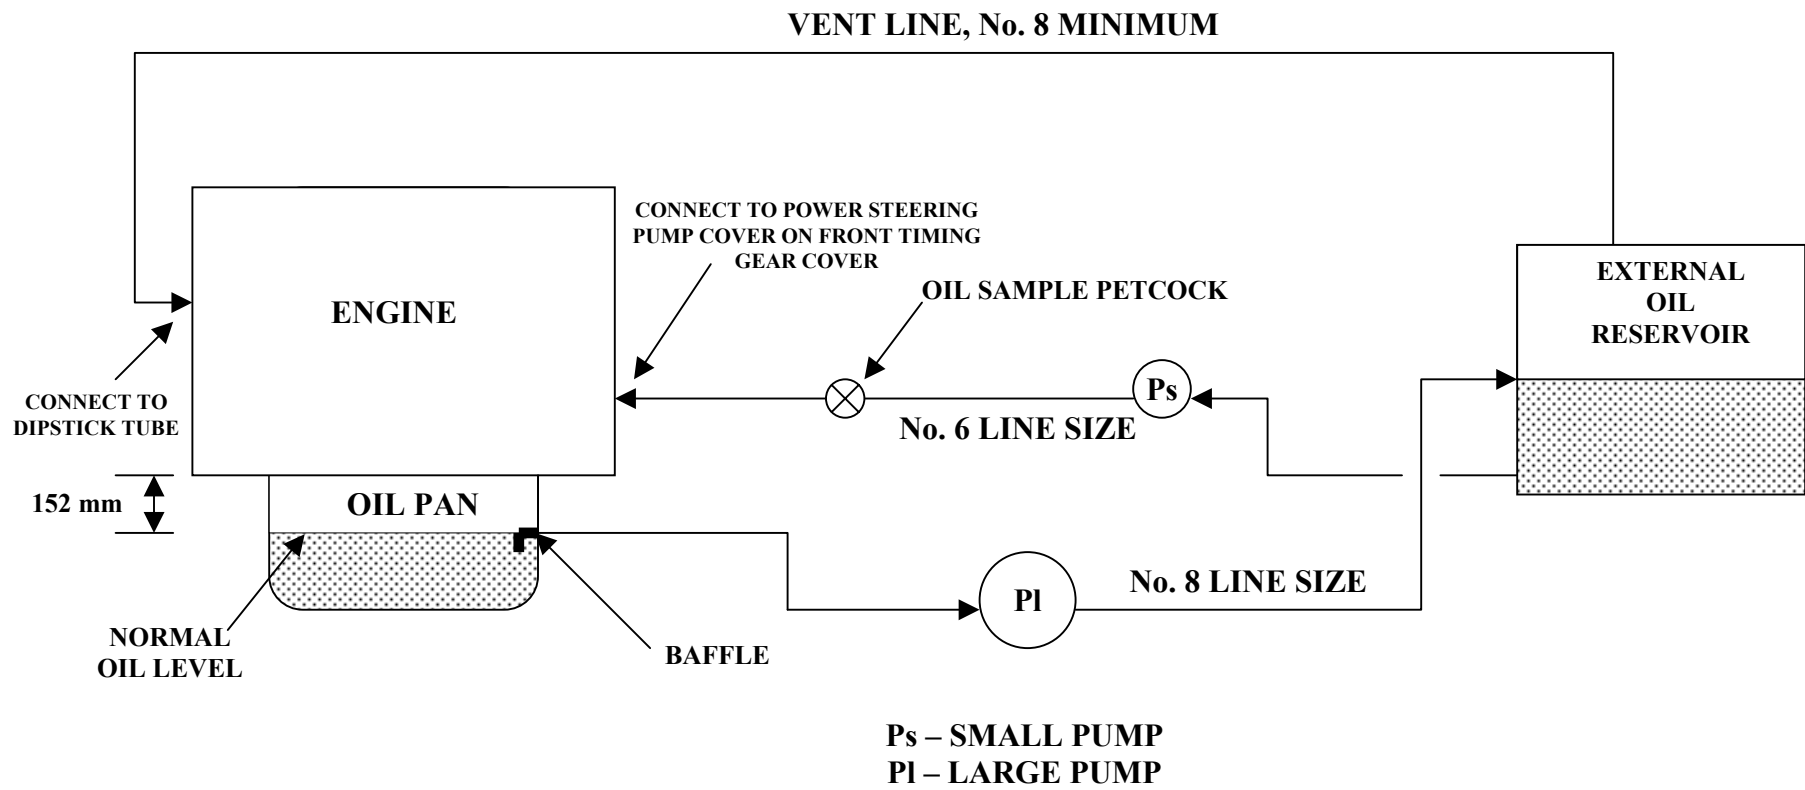 VENT LINE, No. 8 MINIMUM
CONNECT TO POWER STEERING
PUMP COVER ON FRONT TIMING
GEAR COVER
ENGINE
OIL SAMPLE PETCOCK
EXTERNAL
OIL
RESERVOIR
CONNECT TO
DIPSTICK TUBE
Ps
No. 6 LINE SIZE
152 mm
OIL PAN
Pl
No. 8 LINE SIZE
NORMAL
OIL LEVEL
BAFFLE
Ps – SMALL PUMP
Pl – LARGE PUMP